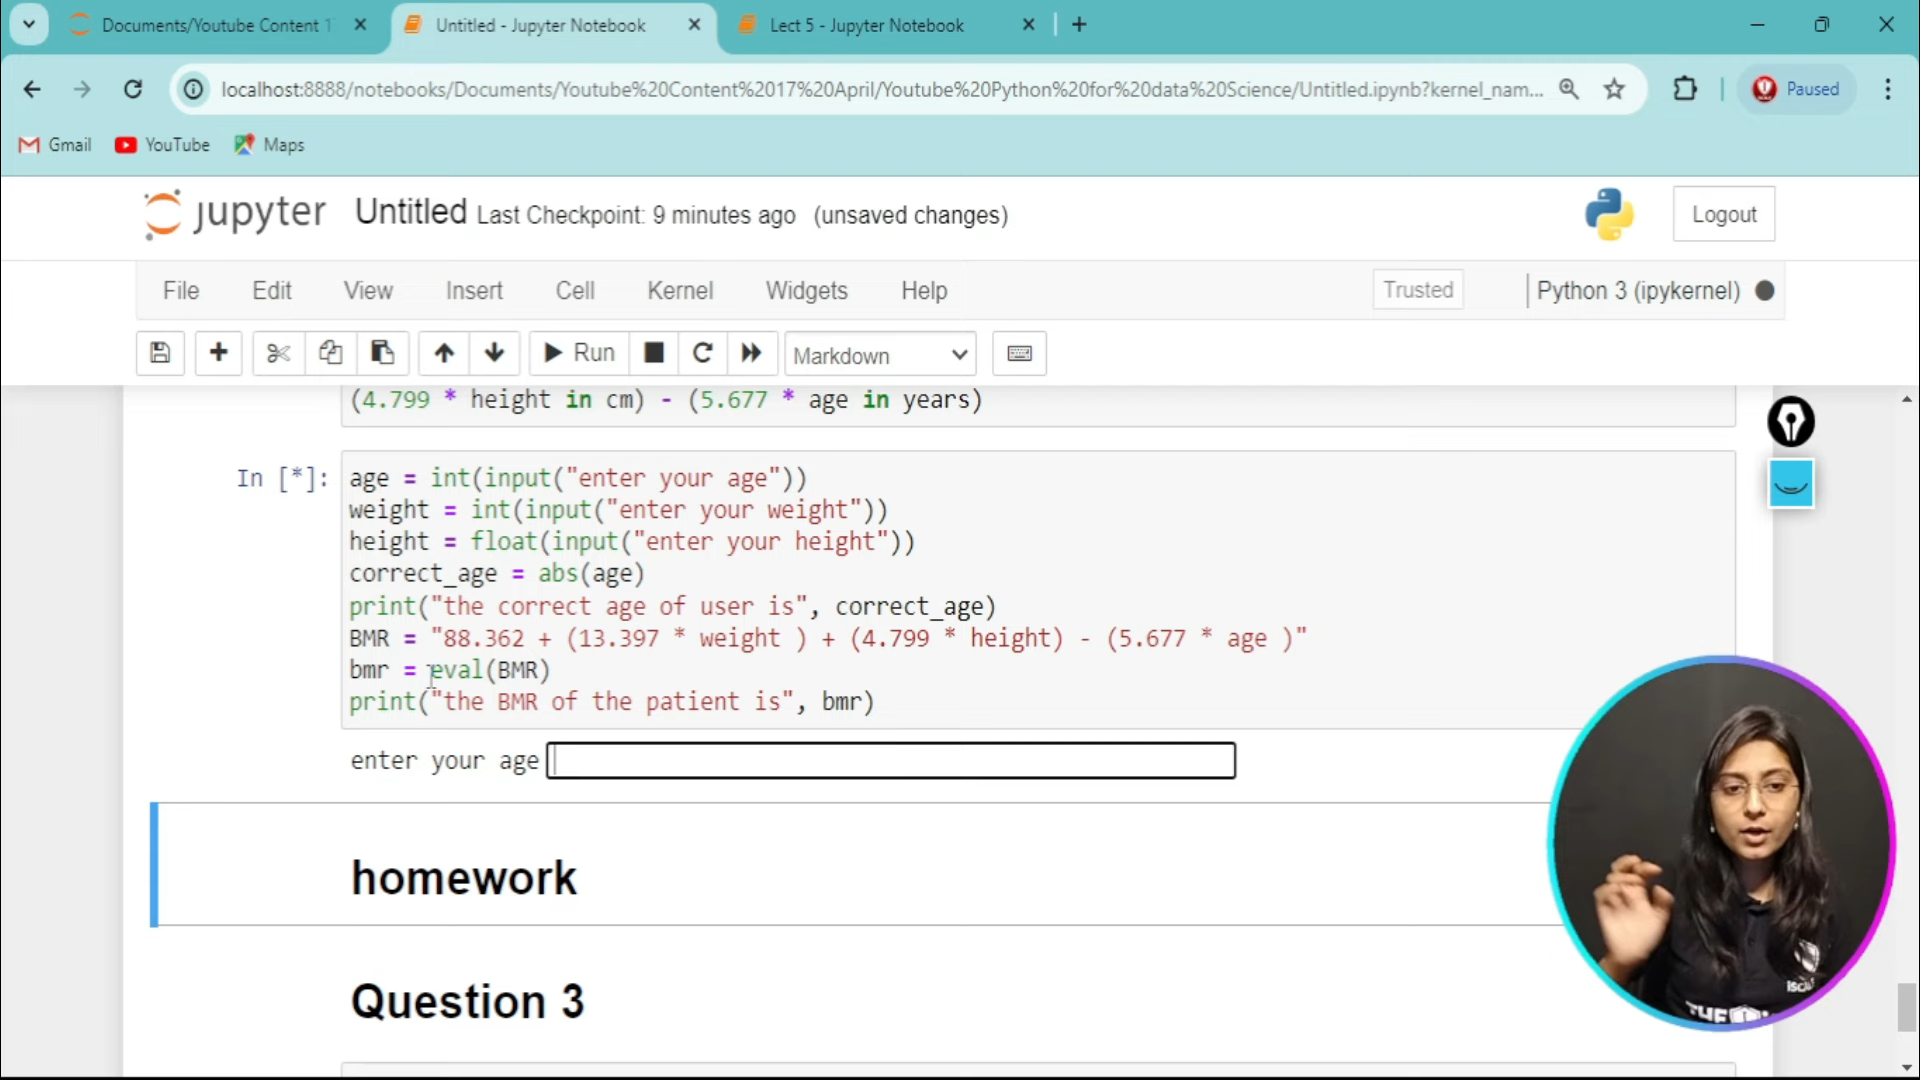 Documents/Youtube Content 1
Untitled - Jupyter Notebook
Lect 5 - Jupyter Notebook
localhost:8888/notebooks/Documents/Youtube%20Content%2017%20April/Youtube%20Python%20for%20data%20Science/Untitled.ipynb?kernel_nam...
Paused
Gmail
YouTube
Maps
jupyter
Untitled Last Checkpoint: 9 minutes ago (unsaved changes)
Logout
File
Edit
View
Insert
Cell
Kernel
Widgets
Help
Trusted
Python 3 (ipykernel)
Run
Markdown
(4.799 * height in cm) - (5.677 * age in years)
In [*]:
age = int(input("enter your age"))
weight = int(input("enter your weight"))
height = float(input("enter your height"))
correct_age = abs(age)
print("the correct age of user is", correct_age)
BMR = "88.362 + (13.397 * weight ) + (4.799 * height) - (5.677 * age )"
bmr = eval(BMR)
print("the BMR of the patient is", bmr)
enter your age
homework
Question 3